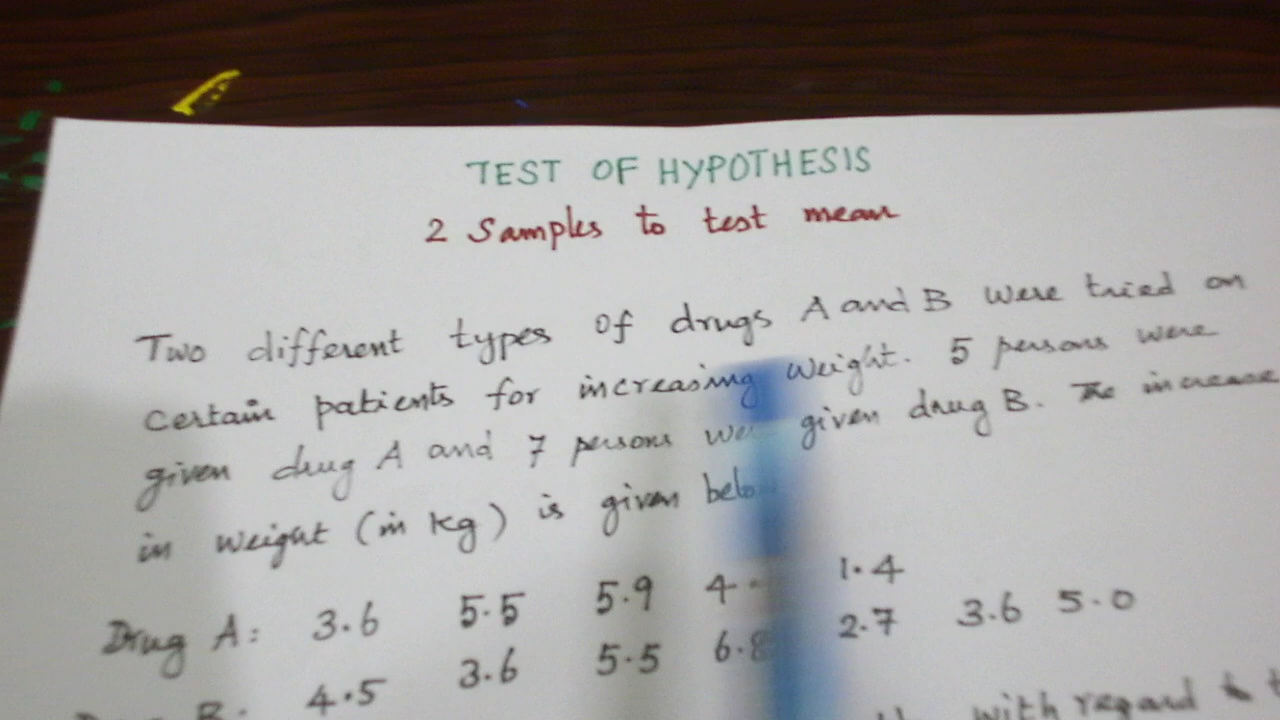 TEST OF HYPOTHESIS
2 Samples to test mean
Two different types of drugs A and B were tried on
certain patients for increasing weight. 5 persons were
given drug A and 7 persons given drug B. The increase
in weight (in kg) is given
Drug A: 3.6 5.5 5.9 1.4
B. 4.5 3.6 5.5 6.8 2.7 3.6 5.0
with regard to